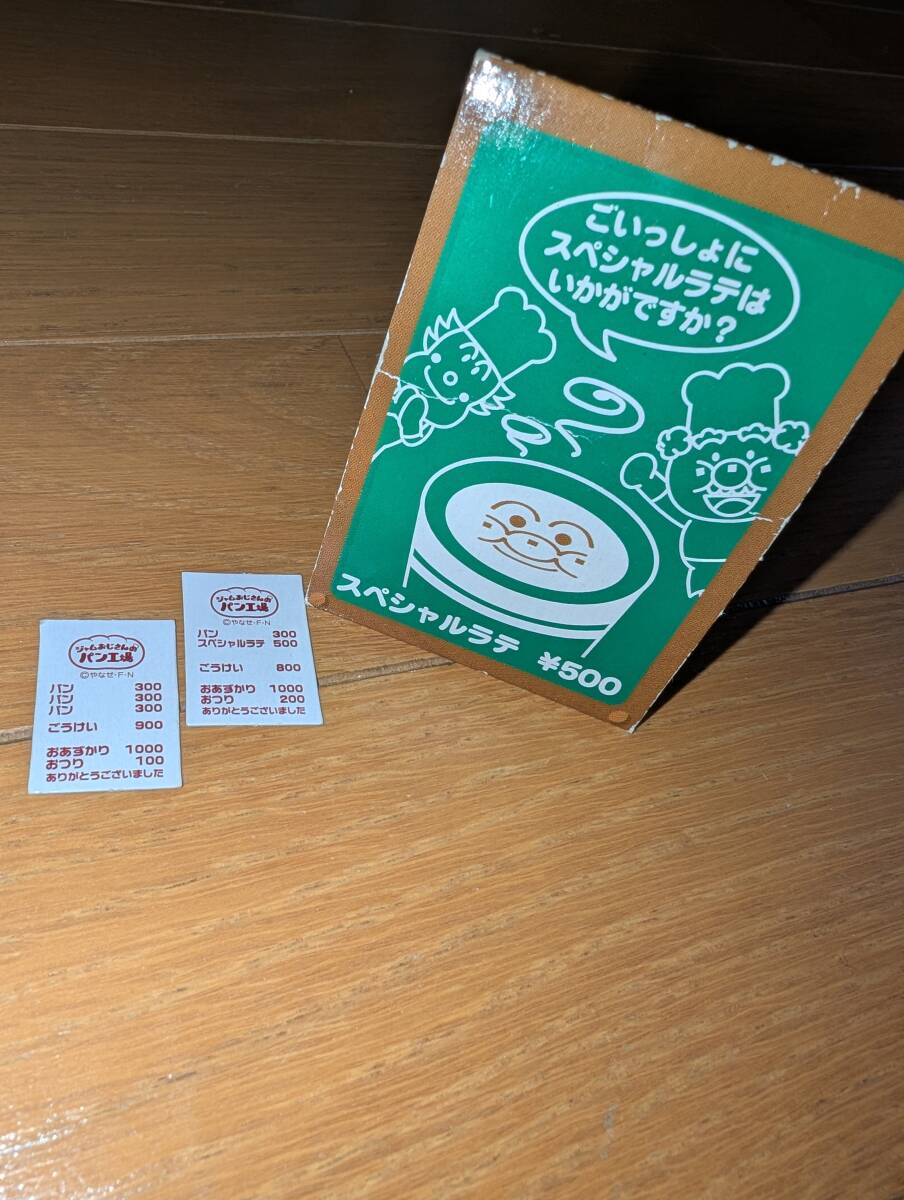 ごいっしょに
スペシャルラテは
いかがですか?
スペシャルラテ ¥500
ジャムおじさんの
パン工場
©やなせ・F・N
パン 300
パン 300
パン 300
ごうけい 900
おあずかり 1000
おつり 100
ありがとうございました
ジャムおじさんの
パン工場
©やなせ・F・N
パン 300
スペシャルラテ 500
ごうけい 800
おあずかり 1000
おつり 200
ありがとうございました